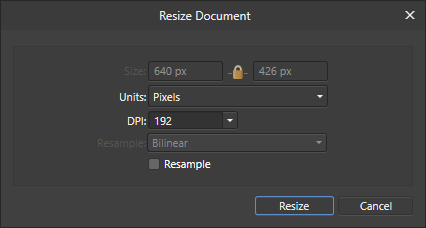 Resize Document
Size: 640 px 426 px
Units: Pixels
DPI: 192
Resample: Bilinear
Resample
Resize Cancel